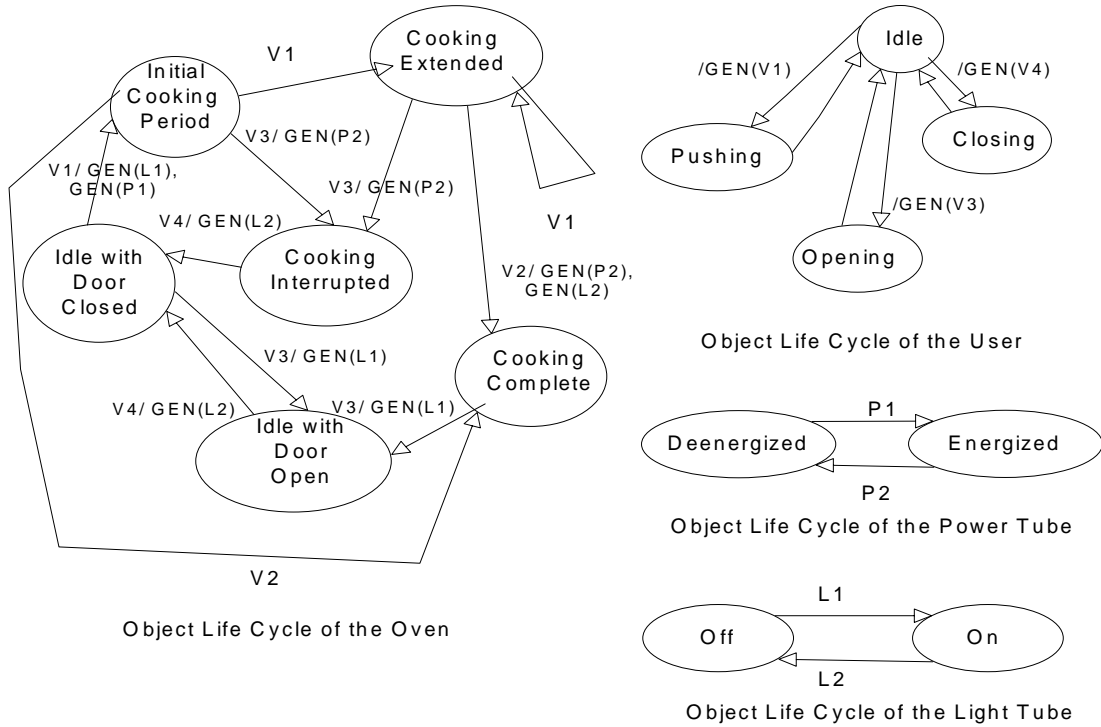 V1
Cooking
Extended
Initial
Cooking
Period
V3/ GEN(P2)
V1/ GEN(L1),
GEN(P1)
V3/ GEN(P2)
V4/ GEN(L2)
V1
Idle with
Door
Closed
Cooking
Interrupted
V2/ GEN(P2),
GEN(L2)
V3/ GEN(L1)
Cooking
Complete
V4/ GEN(L2)
V3/ GEN(L1)
Idle with
Door
Open
V2
Object Life Cycle of the Oven
Idle
/GEN(V1)
/GEN(V4)
Pushing
Closing
/GEN(V3)
Opening
Object Life Cycle of the User
P1
Deenergized
Energized
P2
Object Life Cycle of the Power Tube
L1
Off
On
L2
Object Life Cycle of the Light Tube